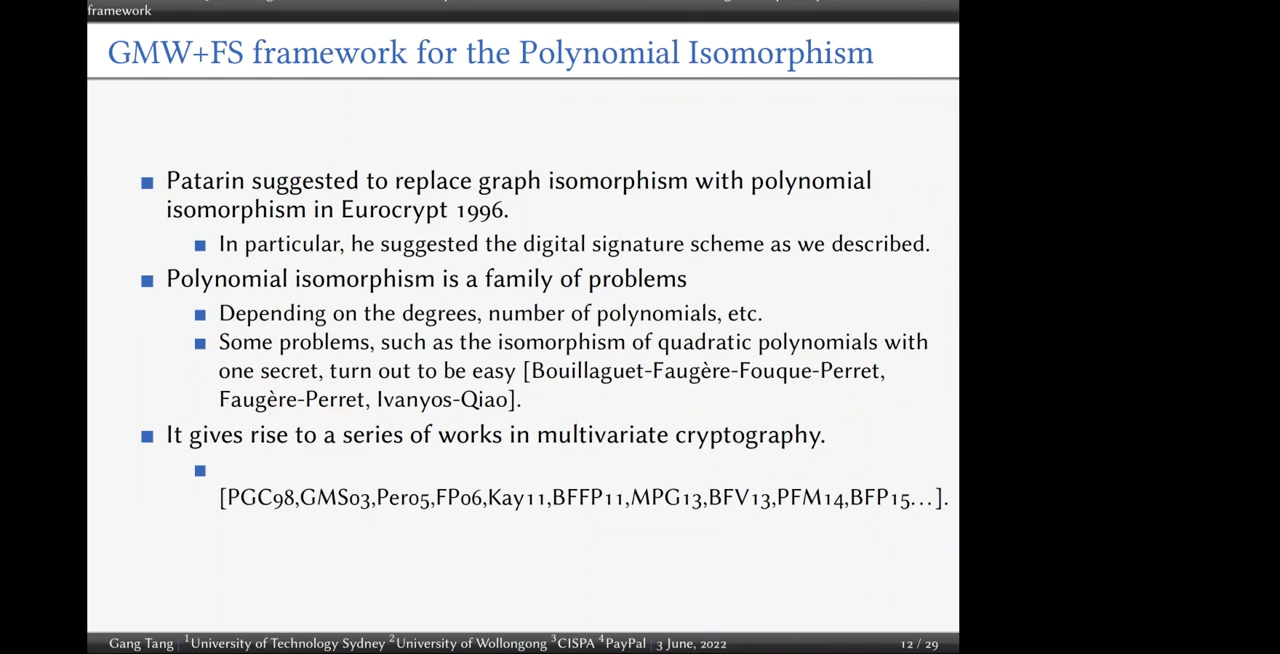 framework
GMW+FS framework for the Polynomial Isomorphism
■ Patarin suggested to replace graph isomorphism with polynomial
isomorphism in Eurocrypt 1996.
■ In particular, he suggested the digital signature scheme as we described.
■ Polynomial isomorphism is a family of problems
■ Depending on the degrees, number of polynomials, etc.
■ Some problems, such as the isomorphism of quadratic polynomials with
one secret, turn out to be easy [Bouillaguet-Faugère-Fouque-Perret,
Faugère-Perret, Ivanyos-Qiao].
■ It gives rise to a series of works in multivariate cryptography.
■
[PGC98,GMS03,Per05,FP06,Kay11,BFFP11,MPG13,BFV13,PFM14,BFP15...].
Gang Tang | ¹University of Technology Sydney ²University of Wollongong ³CISPA ⁴PayPal | 3 June, 2022 12 / 29